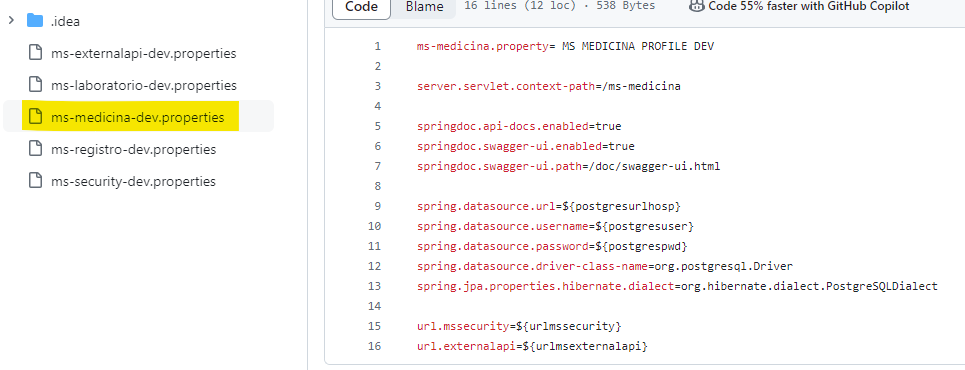 .idea
ms-externalapi-dev.properties
ms-laboratorio-dev.properties
ms-medicina-dev.properties
ms-registro-dev.properties
ms-security-dev.properties
Code Blame 16 lines (12 loc) · 538 Bytes Code 55% faster with GitHub Copilot
1 ms-medicina.property= MS MEDICINA PROFILE DEV
2
3 server.servlet.context-path=/ms-medicina
4
5 springdoc.api-docs.enabled=true
6 springdoc.swagger-ui.enabled=true
7 springdoc.swagger-ui.path=/doc/swagger-ui.html
8
9 spring.datasource.url=${postgresurlhosp}
10 spring.datasource.username=${postgresuser}
11 spring.datasource.password=${postgrespwd}
12 spring.datasource.driver-class-name=org.postgresql.Driver
13 spring.jpa.properties.hibernate.dialect=org.hibernate.dialect.PostgreSQLDialect
14
15 url.mssecurity=${urlmssecurity}
16 url.externalapi=${urlmsexternalapi}